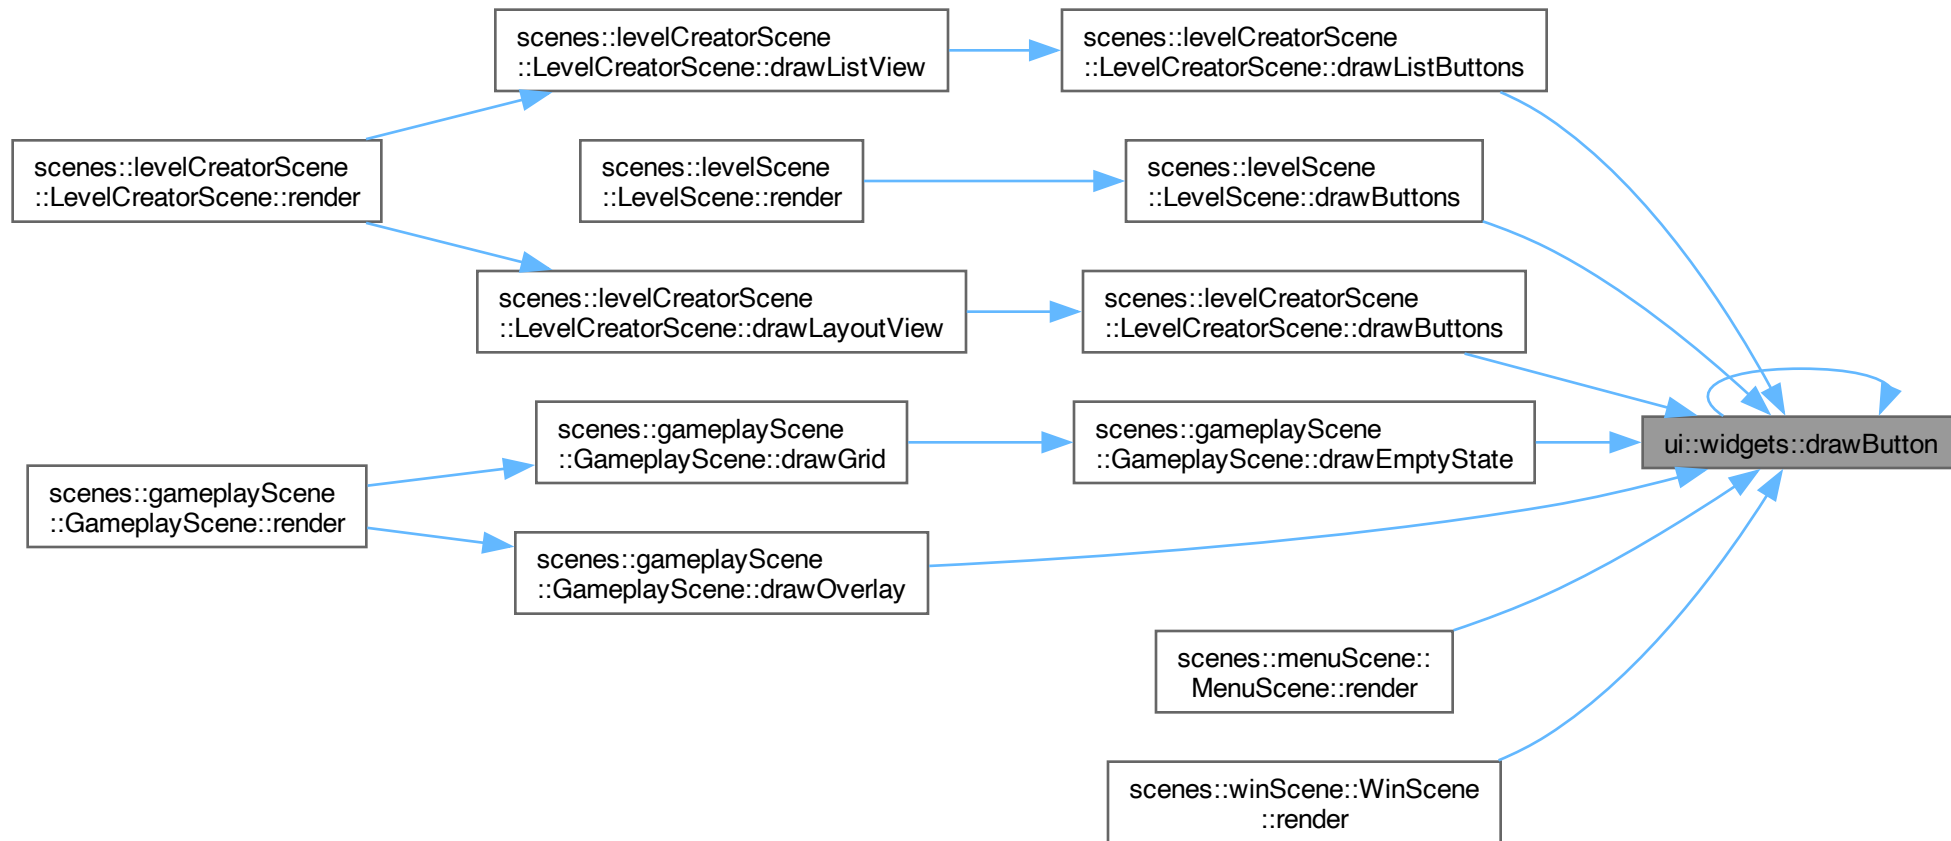 scenes::levelCreatorScene
::LevelCreatorScene::drawListView
scenes::levelCreatorScene
::LevelCreatorScene::drawListButtons
scenes::levelCreatorScene
::LevelCreatorScene::render
scenes::levelScene
::LevelScene::render
scenes::levelScene
::LevelScene::drawButtons
scenes::levelCreatorScene
::LevelCreatorScene::drawLayoutView
scenes::levelCreatorScene
::LevelCreatorScene::drawButtons
scenes::gameplayScene
::GameplayScene::drawGrid
scenes::gameplayScene
::GameplayScene::drawEmptyState
ui::widgets::drawButton
scenes::gameplayScene
::GameplayScene::render
scenes::gameplayScene
::GameplayScene::drawOverlay
scenes::menuScene::
MenuScene::render
scenes::winScene::WinScene
::render